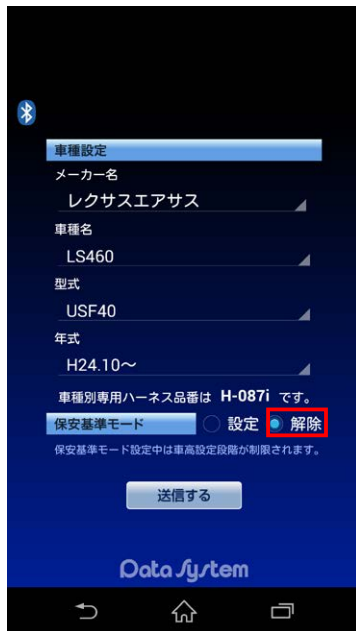 車種設定
メーカー名
レクサスエアサス
車種名
LS460
型式
USF40
年式
H24.10～
車種別専用ハーネス品番は H-087i です。
保安基準モード 設定 解除
保安基準モード設定中は車高設定段階が制限されます。
送信する
Data System